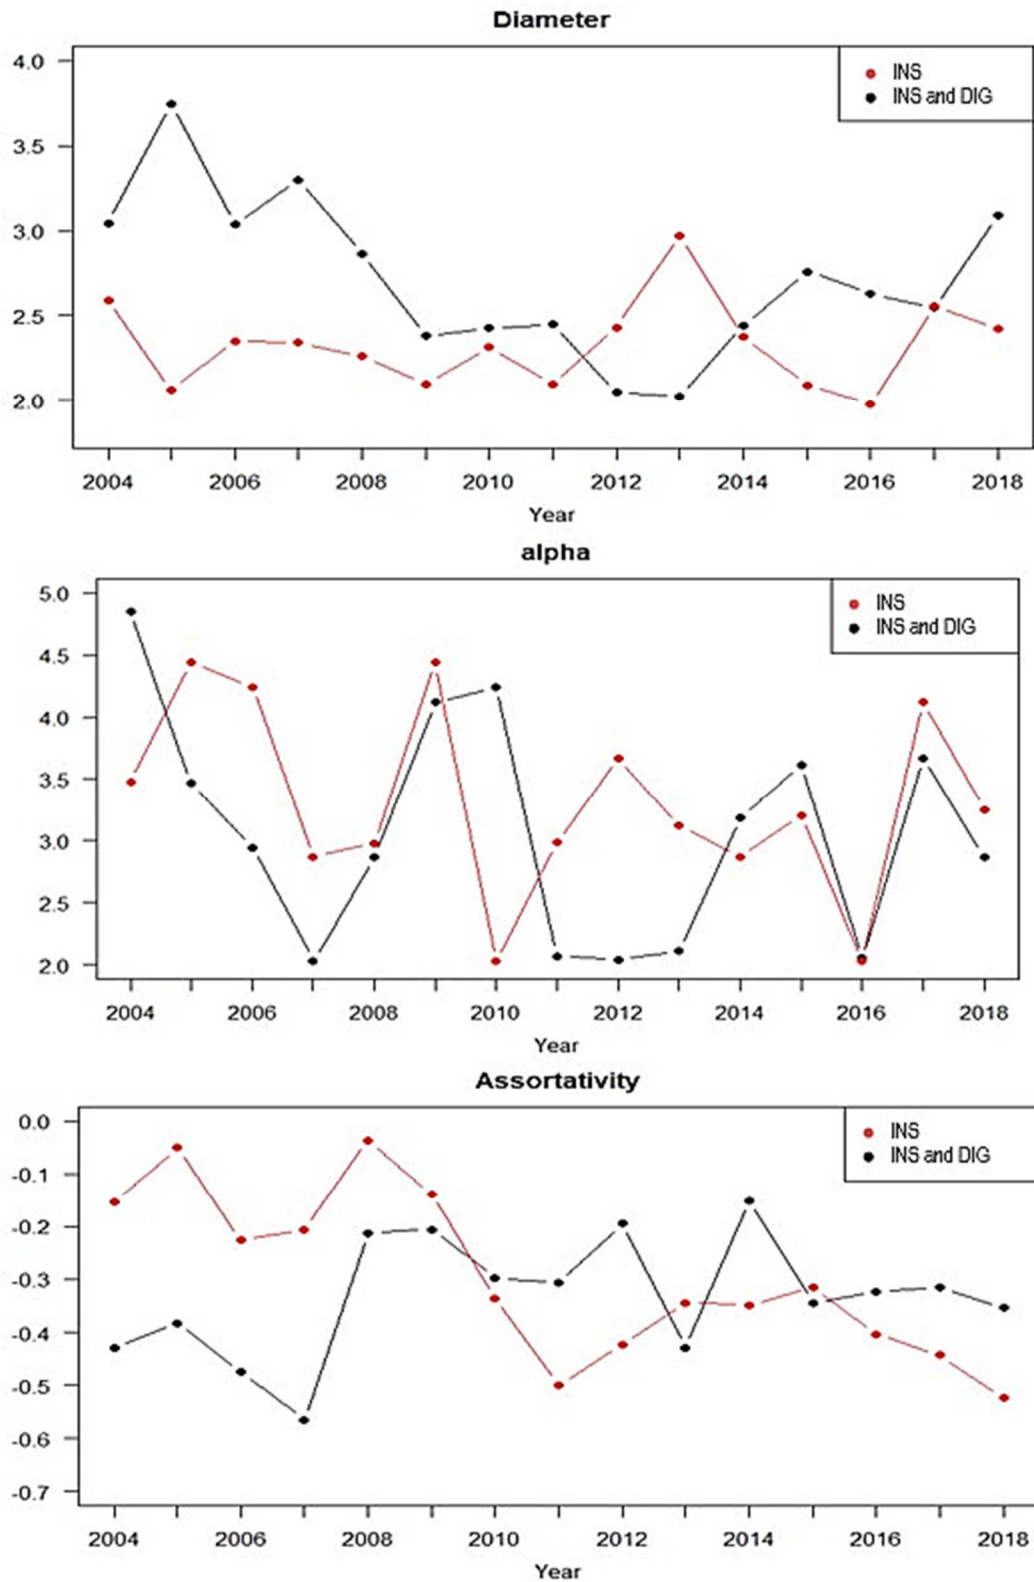 Diameter
4.0
3.5
3.0
2.5
2.0
INS
INS and DIG
2004 2006 2008 2010 2012 2014 2016 2018
Year
alpha
5.0
4.5
4.0
3.5
3.0
2.5
2.0
INS
INS and DIG
2004 2006 2008 2010 2012 2014 2016 2018
Year
Assortativity
0.0
-0.1
-0.2
-0.3
-0.4
-0.5
-0.6
-0.7
INS
INS and DIG
2004 2006 2008 2010 2012 2014 2016 2018
Year